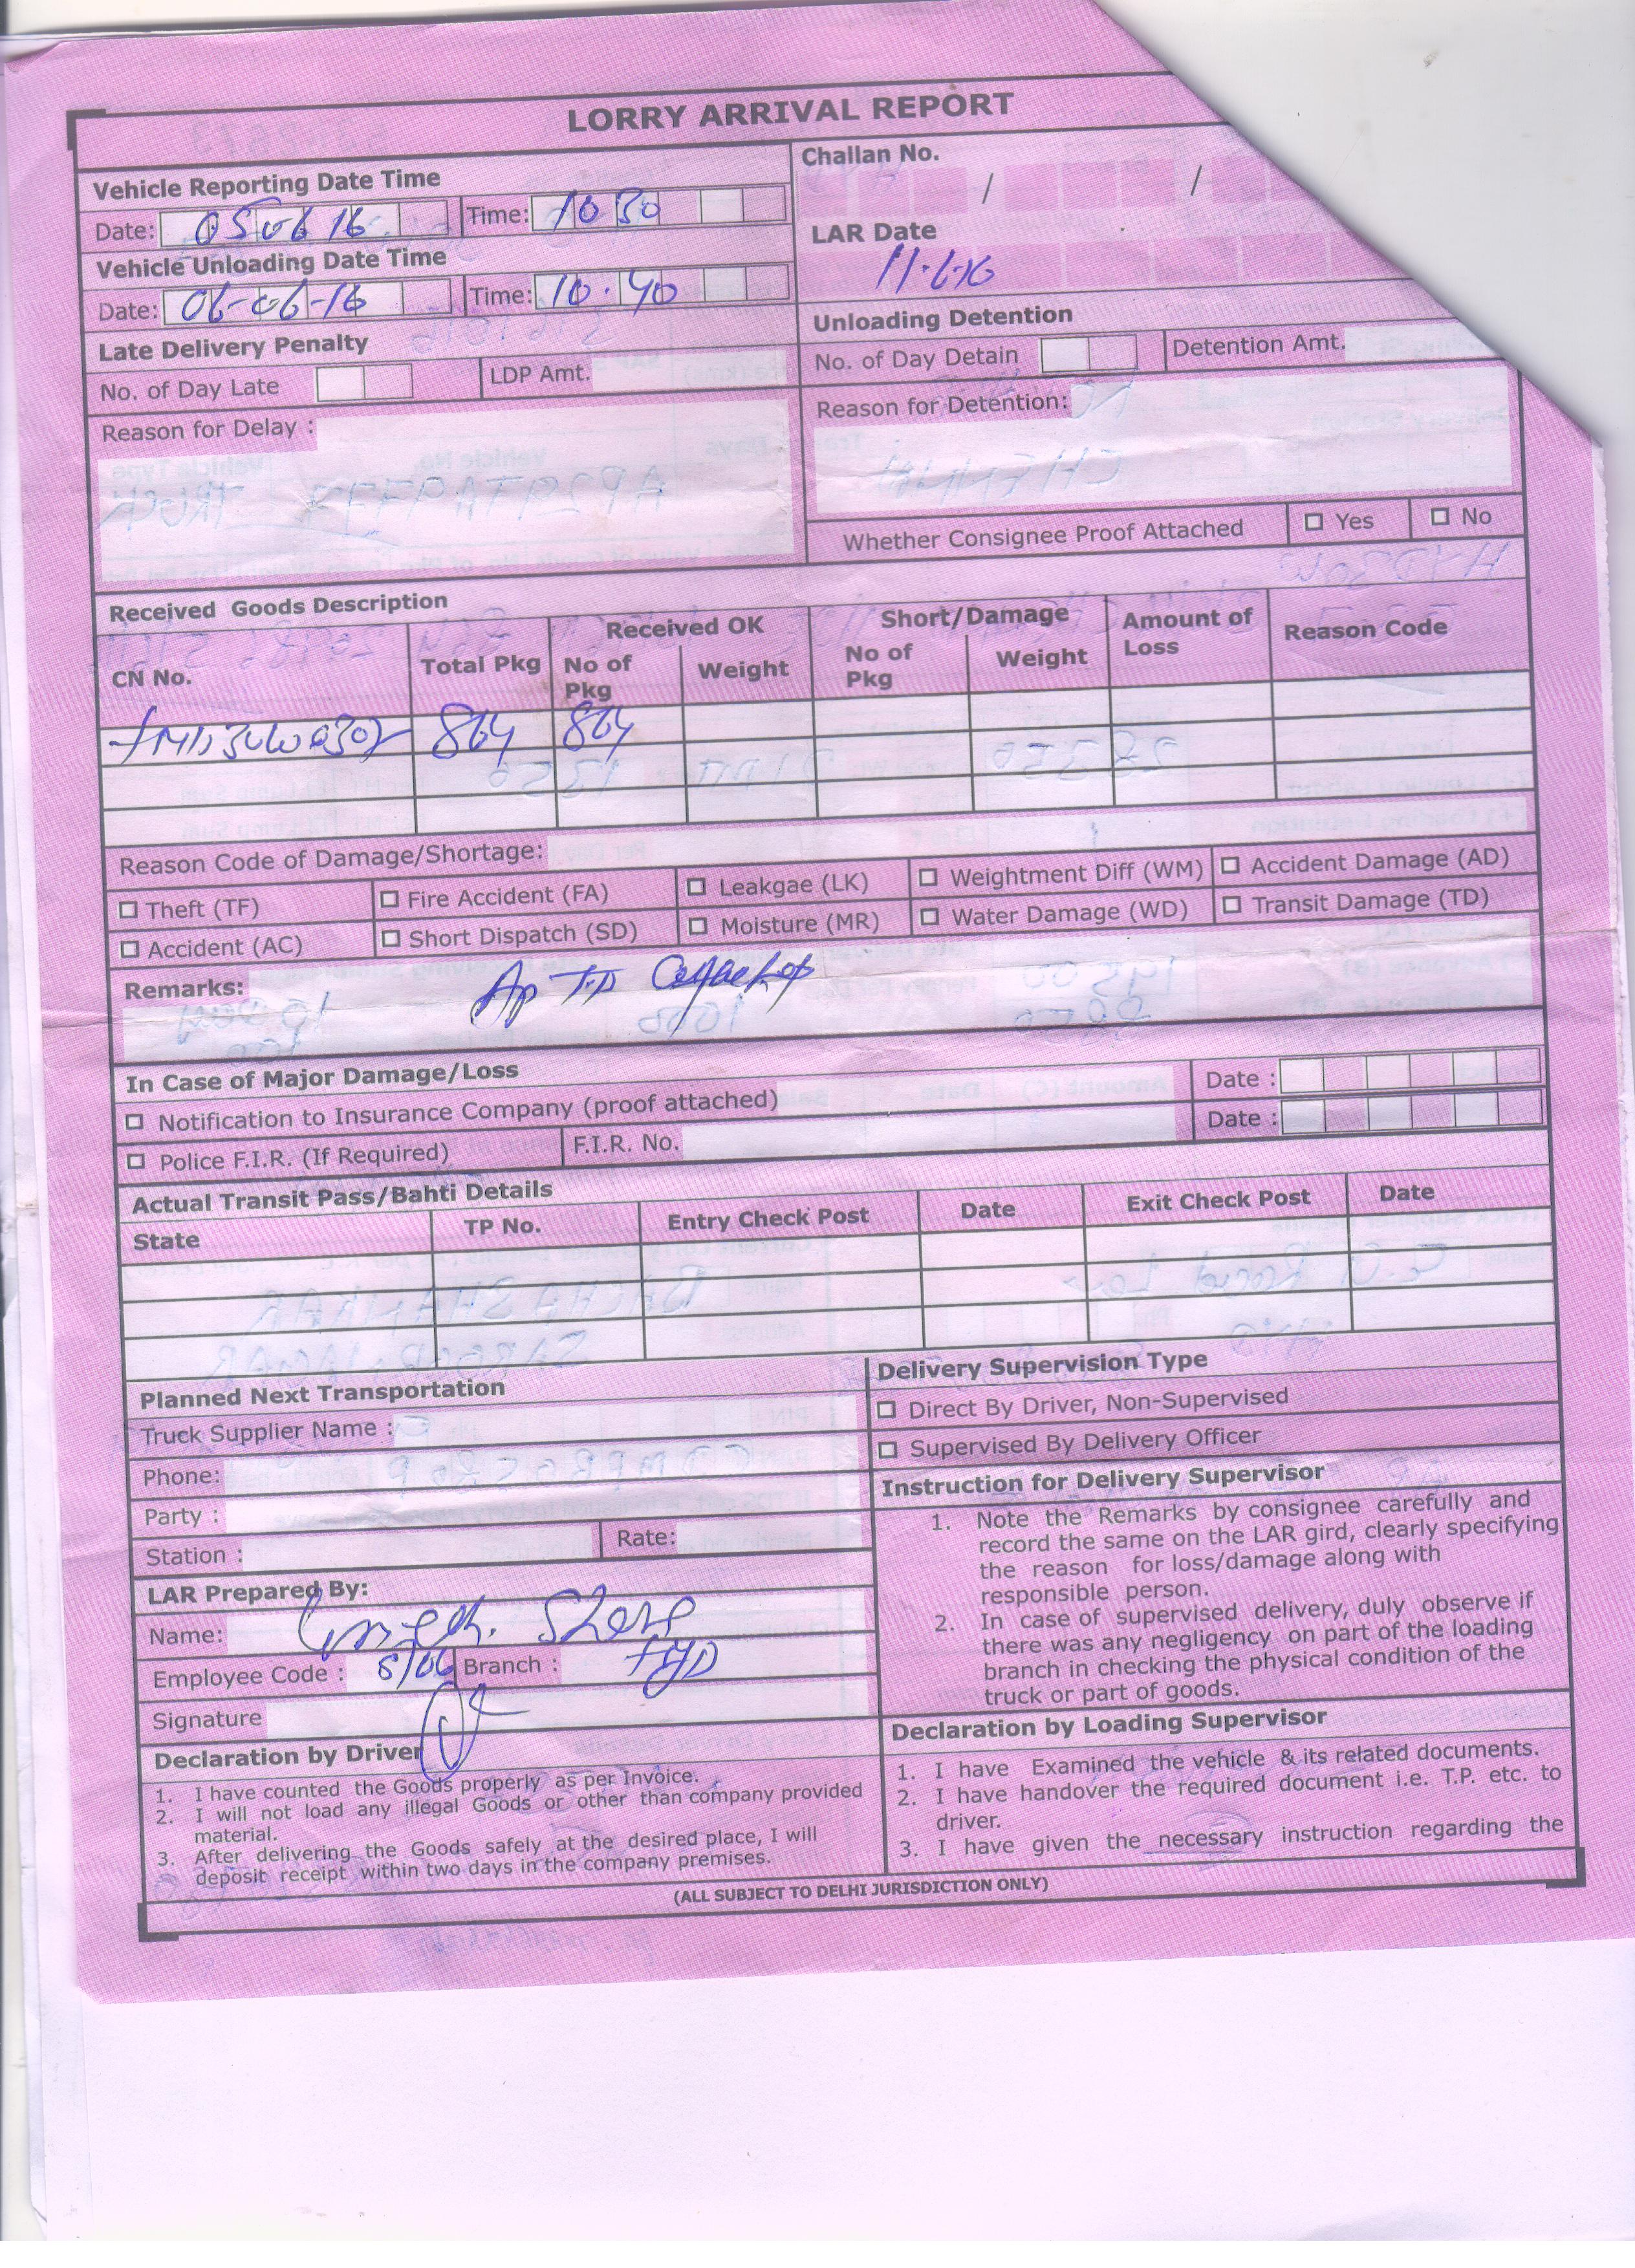 LORRY ARRIVAL REPORT
Vehicle Reporting Date Time
Date: 05 06 16 Time: 10 30
Vehicle Unloading Date Time
Date: 06-06-16 Time: 10.40
Late Delivery Penalty
No. of Day Late LDP Amt.
Reason for Delay :
Challan No.
/ /
LAR Date
11.6.16
Unloading Detention
No. of Day Detain Detention Amt.
Reason for Detention:
Whether Consignee Proof Attached Yes No
Received Goods Description
CN No. Total Pkg Received OK Short/Damage Amount of Loss Reason Code
No of Pkg Weight No of Pkg Weight
864 864
Reason Code of Damage/Shortage:
Theft (TF) Fire Accident (FA) Leakgae (LK) Weightment Diff (WM) Accident Damage (AD)
Accident (AC) Short Dispatch (SD) Moisture (MR) Water Damage (WD) Transit Damage (TD)
Remarks: Ap T.P
In Case of Major Damage/Loss
Notification to Insurance Company (proof attached) Date :
Police F.I.R. (If Required) F.I.R. No. Date :
Actual Transit Pass/Bahti Details
State TP No. Entry Check Post Date Exit Check Post Date
Planned Next Transportation
Truck Supplier Name :
Phone:
Party :
Station : Rate:
LAR Prepared By:
Name:
Employee Code : 5/06 Branch : HYD
Signature
Declaration by Driver
1. I have counted the Goods properly as per Invoice.
2. I will not load any illegal Goods or other than company provided
material.
3. After delivering the Goods safely at the desired place, I will
deposit receipt within two days in the company premises.
Delivery Supervision Type
Direct By Driver, Non-Supervised
Supervised By Delivery Officer
Instruction for Delivery Supervisor
1. Note the Remarks by consignee carefully and
record the same on the LAR gird, clearly specifying
the reason for loss/damage along with
responsible person.
2. In case of supervised delivery, duly observe if
there was any negligency on part of the loading
branch in checking the physical condition of the
truck or part of goods.
Declaration by Loading Supervisor
1. I have Examined the vehicle & its related documents.
2. I have handover the required document i.e. T.P. etc. to
driver.
3. I have given the necessary instruction regarding the
(ALL SUBJECT TO DELHI JURISDICTION ONLY)